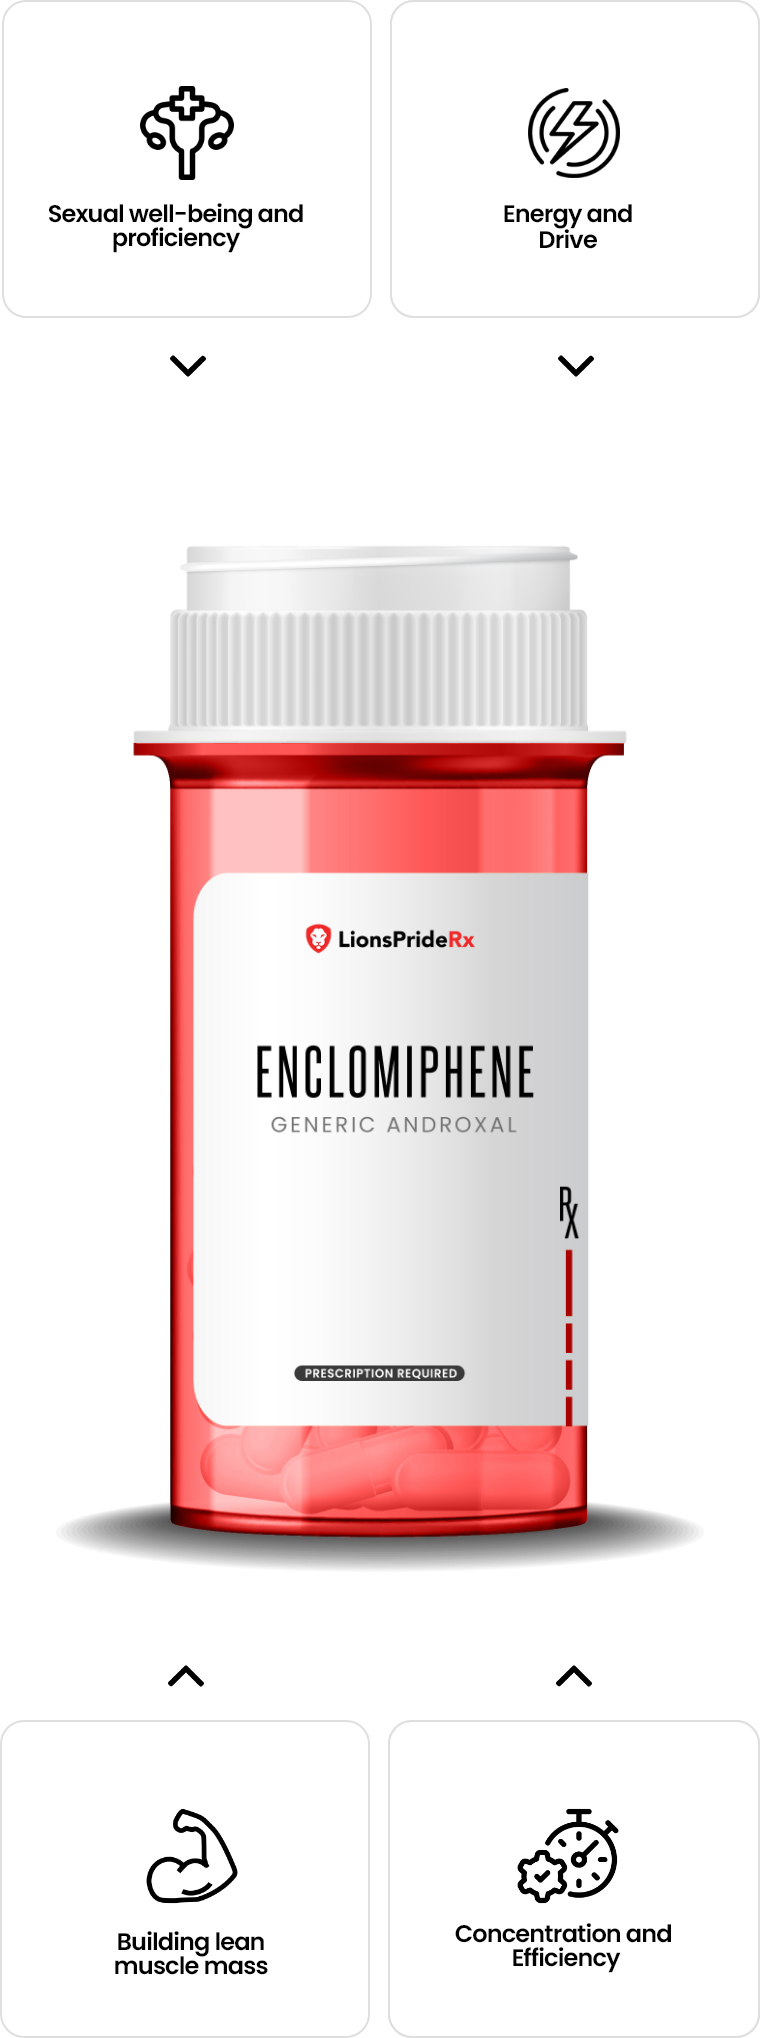 Sexual well-being and
proficiency
Energy and
Drive
LionsPrideRx
ENCLOMIPHENE
GENERIC ANDROXAL
Rx
PRESCRIPTION REQUIRED
Building lean
muscle mass
Concentration and
Efficiency